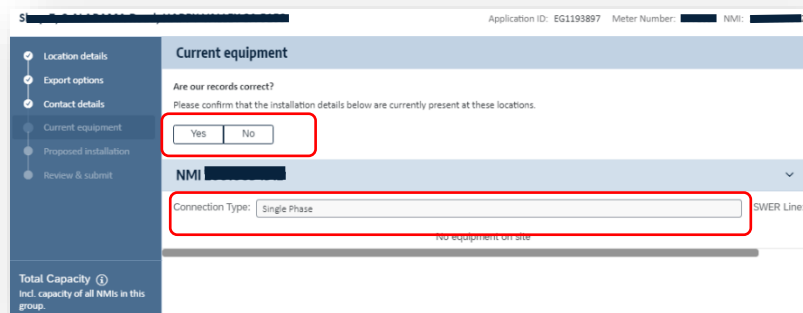 Application ID: EG1193897 Meter Number: NMI:
Location details
Export options
Contact details
Current equipment
Proposed installation
Review & submit
Total Capacity
Incl. capacity of all NMIs in this
group.
Current equipment
Are our records correct?
Please confirm that the installation details below are currently present at these locations.
Yes No
NMI
Connection Type: Single Phase SWER Line:
No equipment on site